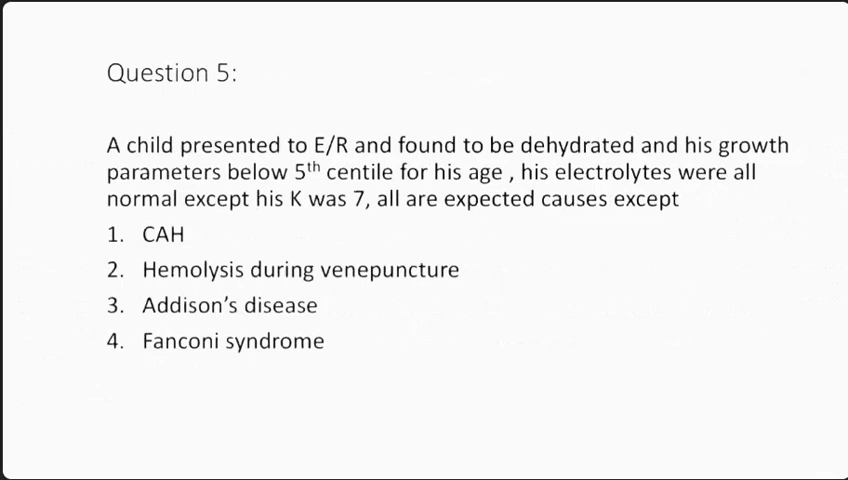 Question 5:
A child presented to E/R and found to be dehydrated and his growth
parameters below 5th centile for his age , his electrolytes were all
normal except his K was 7, all are expected causes except
1. CAH
2. Hemolysis during venepuncture
3. Addison's disease
4. Fanconi syndrome